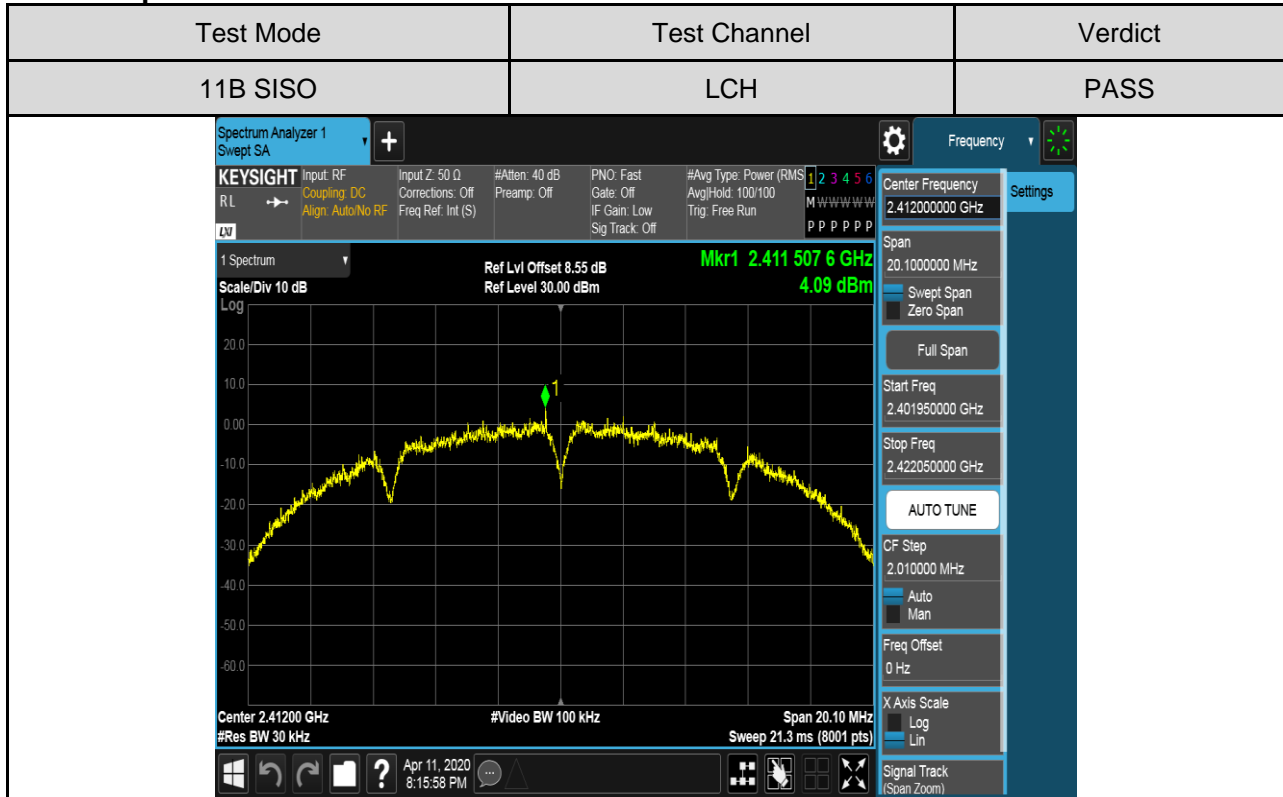 Test Mode Test Channel Verdict
11B SISO LCH PASS
Spectrum Analyzer 1
Swept SA
+
Frequency
KEYSIGHT
RL
LXI
Input: RF
Coupling: DC
Align: Auto/No RF
Input Z: 50 Ω
Corrections: Off
Freq Ref: Int (S)
#Atten: 40 dB
Preamp: Off
PNO: Fast
Gate: Off
IF Gain: Low
Sig Track: Off
#Avg Type: Power (RMS
Avg|Hold: 100/100
Trig: Free Run
1 2 3 4 5 6
M W W W W W
P P P P P P
1 Spectrum
Scale/Div 10 dB
Log
Ref Lvl Offset 8.55 dB
Ref Level 30.00 dBm
Mkr1 2.411 507 6 GHz
4.09 dBm
20.0
10.0
0.00
-10.0
-20.0
-30.0
-40.0
-50.0
-60.0
1
Center 2.41200 GHz
#Res BW 30 kHz
#Video BW 100 kHz
Span 20.10 MHz
Sweep 21.3 ms (8001 pts)
Center Frequency
2.412000000 GHz
Settings
Span
20.1000000 MHz
Swept Span
Zero Span
Full Span
Start Freq
2.401950000 GHz
Stop Freq
2.422050000 GHz
AUTO TUNE
CF Step
2.010000 MHz
Auto
Man
Freq Offset
0 Hz
X Axis Scale
Log
Lin
Signal Track
(Span Zoom)
?
Apr 11, 2020
8:15:58 PM